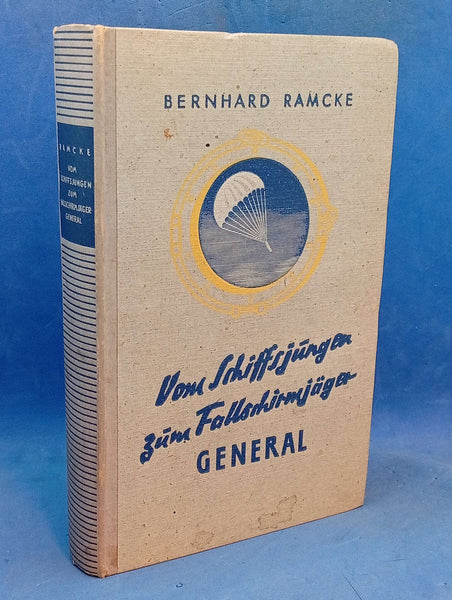 BERNHARD RAMCKE
Vom Schiffsjungen
zum Fallschirmjäger
GENERAL
RAMCKE
VOM
SCHIFFSJUNGEN
ZUM
FALLSCHIRMJÄGER
GENERAL